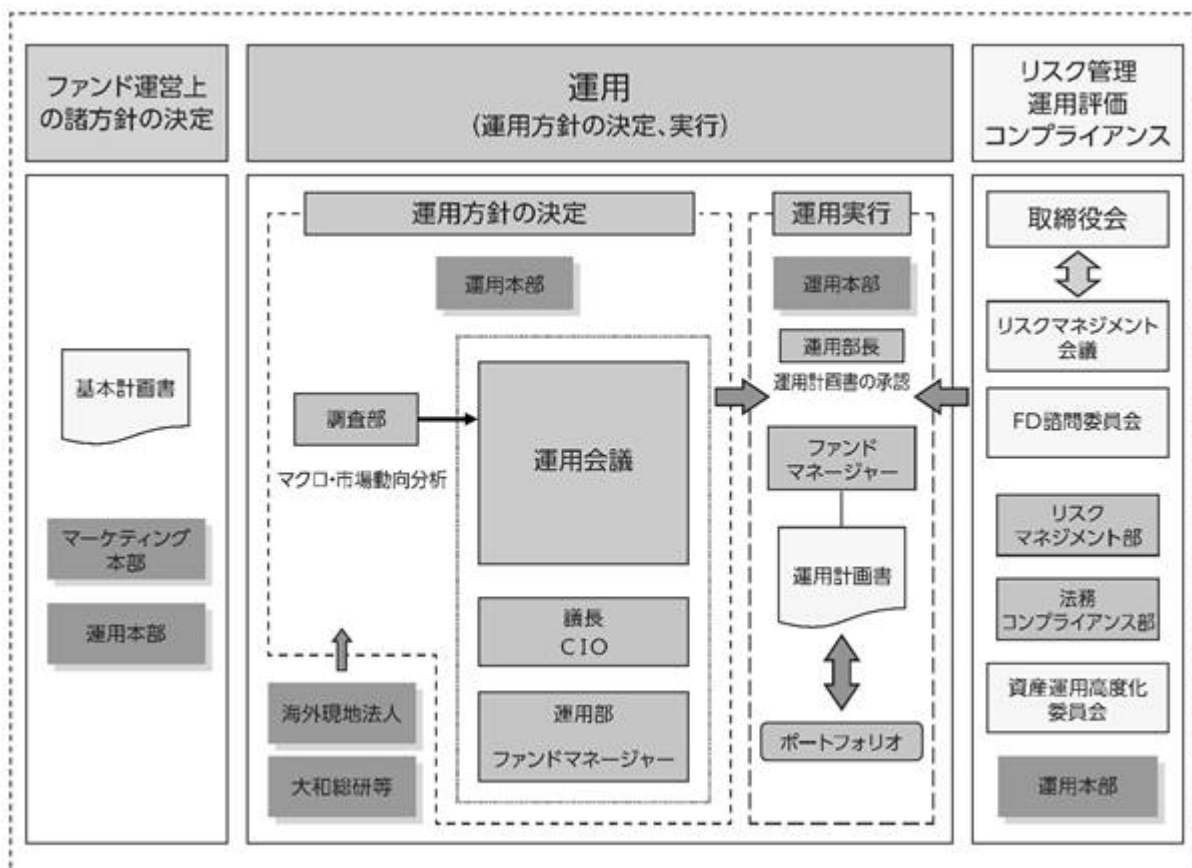 ファンド運営上
の諸方針の決定
運用
(運用方針の決定、実行)
リスク管理
運用評価
コンプライアンス
基本計画書
マーケティング
本部
運用本部
運用方針の決定
運用本部
調査部
マクロ・市場動向分析
運用会議
議長
CIO
運用部
ファンドマネージャー
海外現地法人
大和総研等
運用実行
運用本部
運用部長
運用計画書の承認
ファンド
マネージャー
運用計画書
ポートフォリオ
取締役会
リスクマネジメント
会議
FD諮問委員会
リスク
マネジメント部
法務
コンプライアンス部
資産運用高度化
委員会
運用本部